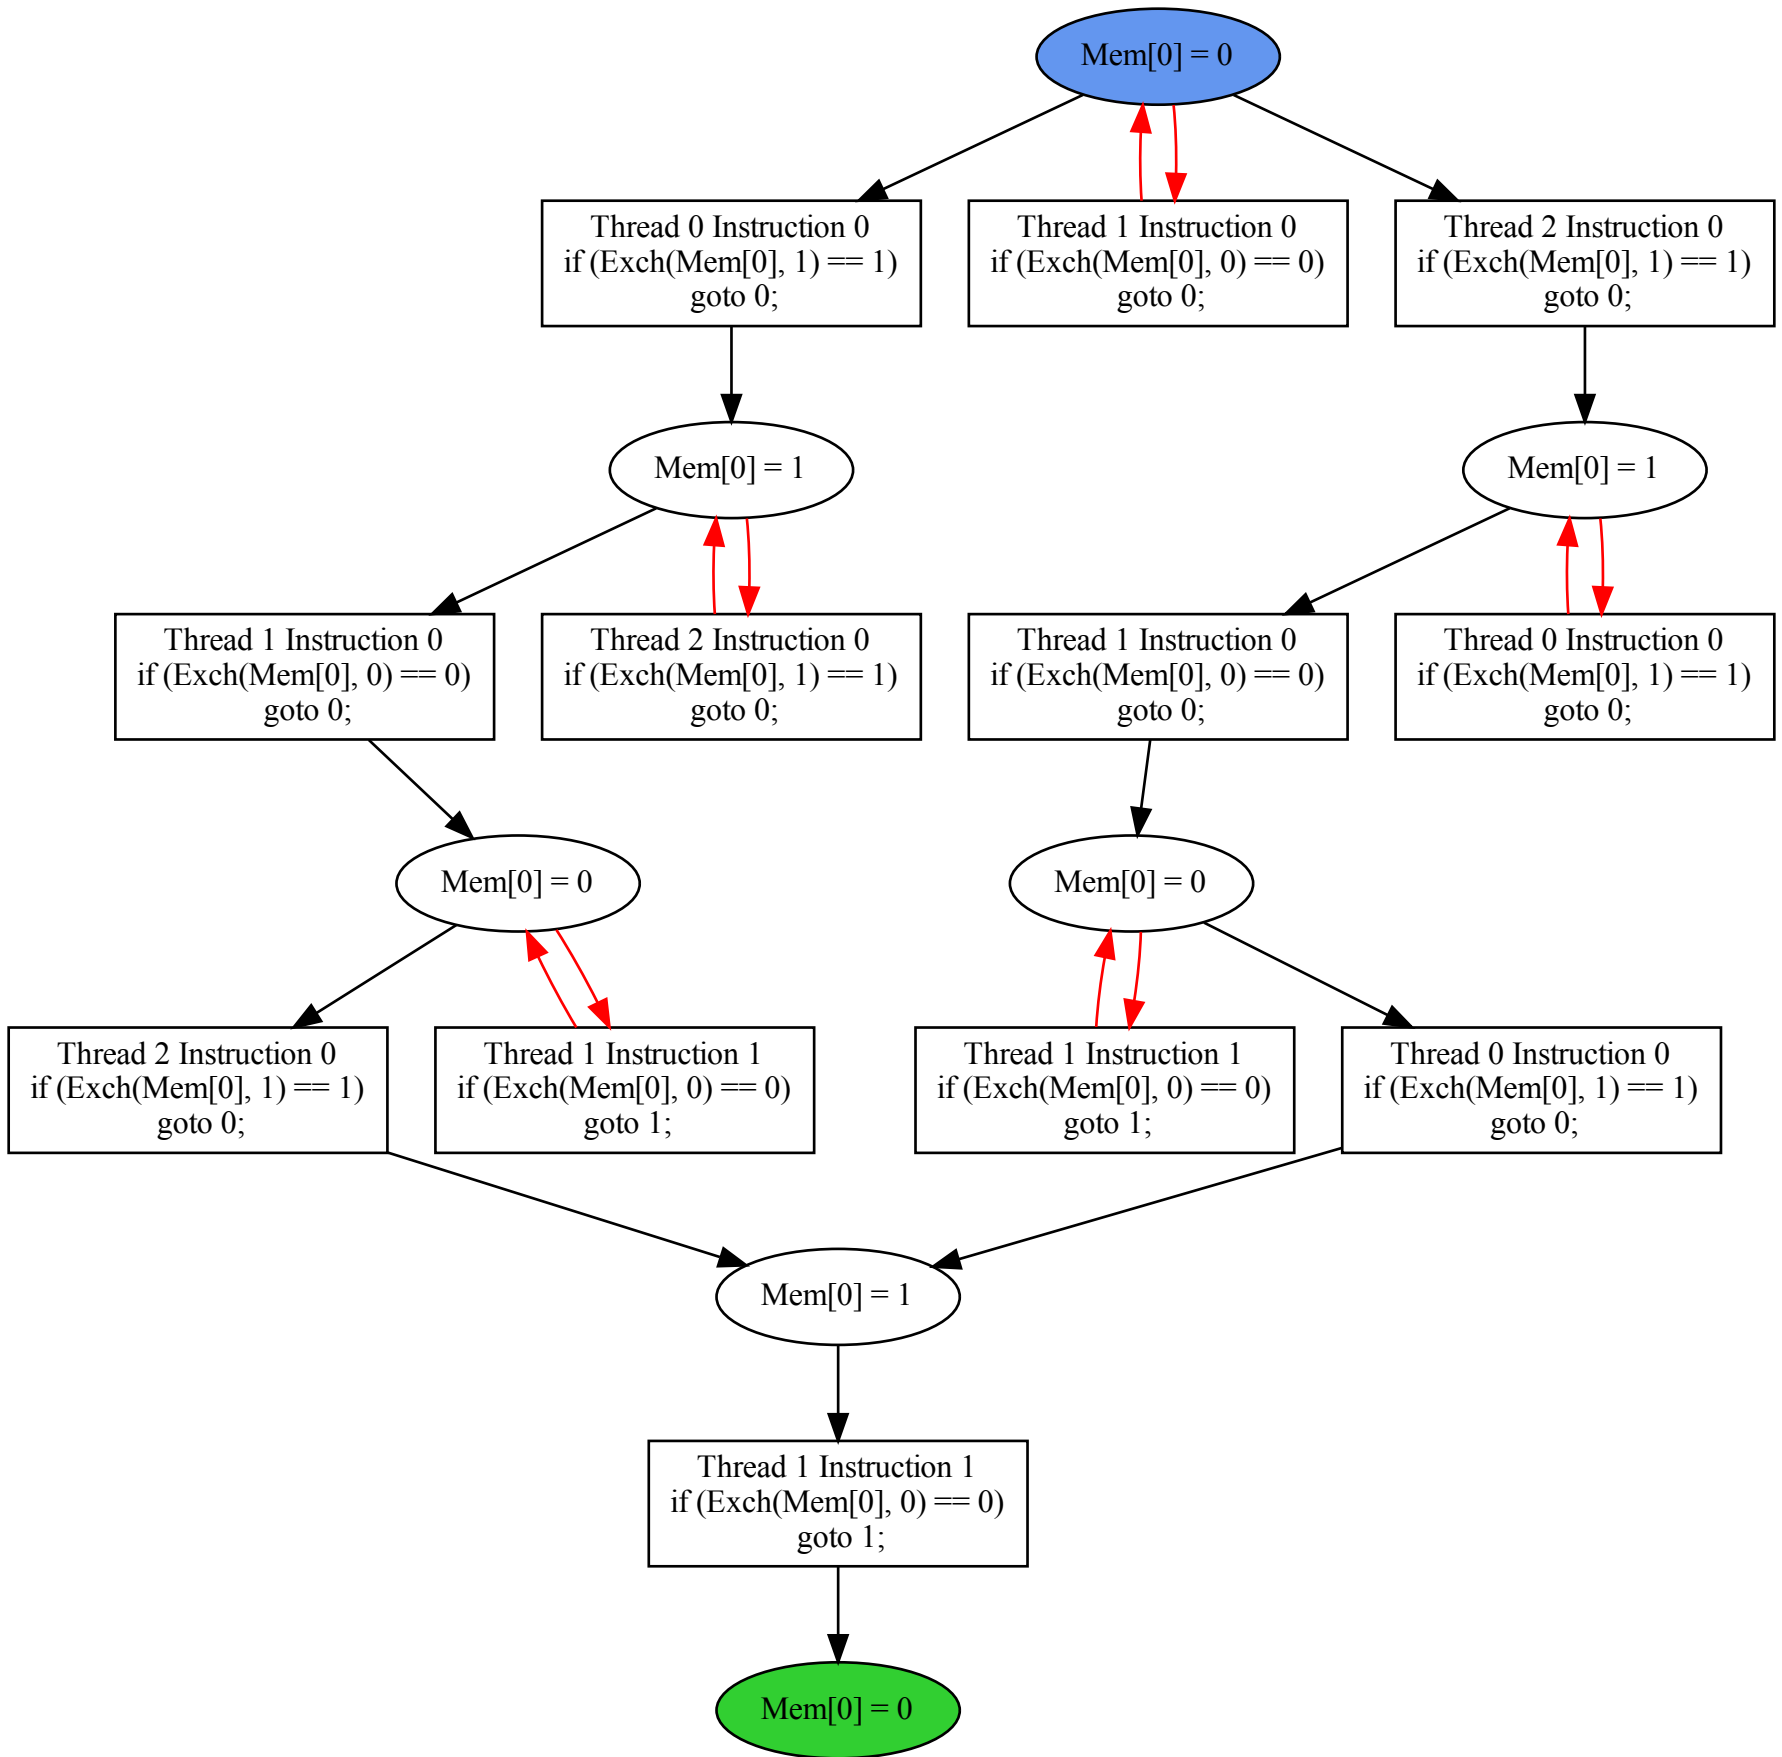 Mem[0] = 0
Thread 0 Instruction 0
if (Exch(Mem[0], 1) == 1)
goto 0;
Thread 1 Instruction 0
if (Exch(Mem[0], 0) == 0)
goto 0;
Thread 2 Instruction 0
if (Exch(Mem[0], 1) == 1)
goto 0;
Mem[0] = 1
Mem[0] = 1
Thread 1 Instruction 0
if (Exch(Mem[0], 0) == 0)
goto 0;
Thread 2 Instruction 0
if (Exch(Mem[0], 1) == 1)
goto 0;
Thread 1 Instruction 0
if (Exch(Mem[0], 0) == 0)
goto 0;
Thread 0 Instruction 0
if (Exch(Mem[0], 1) == 1)
goto 0;
Mem[0] = 0
Mem[0] = 0
Thread 2 Instruction 0
if (Exch(Mem[0], 1) == 1)
goto 0;
Thread 1 Instruction 1
if (Exch(Mem[0], 0) == 0)
goto 1;
Thread 1 Instruction 1
if (Exch(Mem[0], 0) == 0)
goto 1;
Thread 0 Instruction 0
if (Exch(Mem[0], 1) == 1)
goto 0;
Mem[0] = 1
Thread 1 Instruction 1
if (Exch(Mem[0], 0) == 0)
goto 1;
Mem[0] = 0